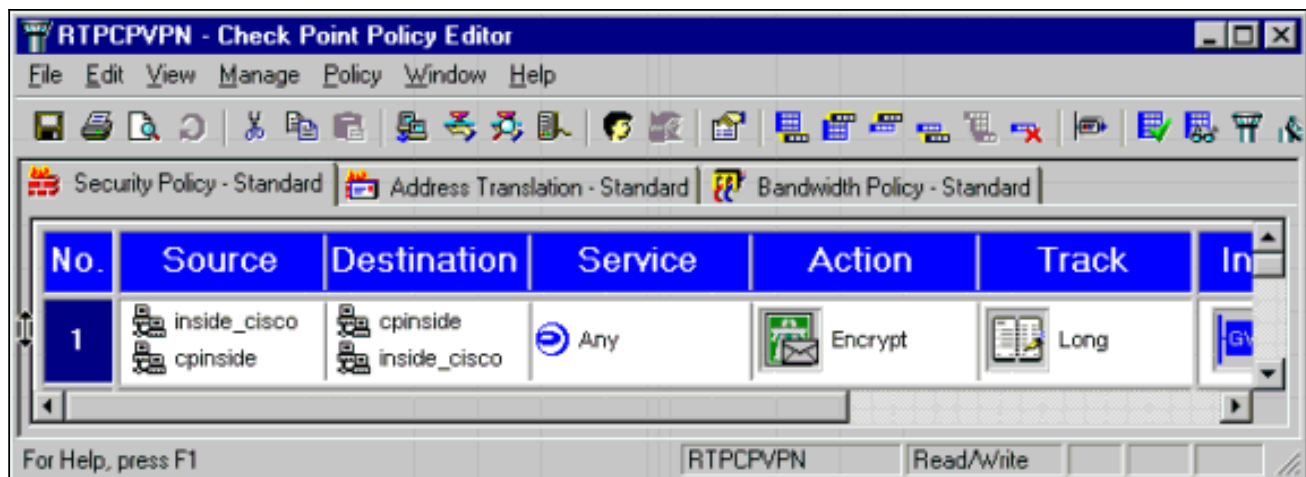 RTPCPVPN - Check Point Policy Editor
File Edit View Manage Policy Window Help
Security Policy - Standard Address Translation - Standard Bandwidth Policy - Standard
No. Source Destination Service Action Track In
1 inside_cisco cpinside Any Encrypt Long GV
cpinside inside_cisco
For Help, press F1 RTPCPVPN Read/Write